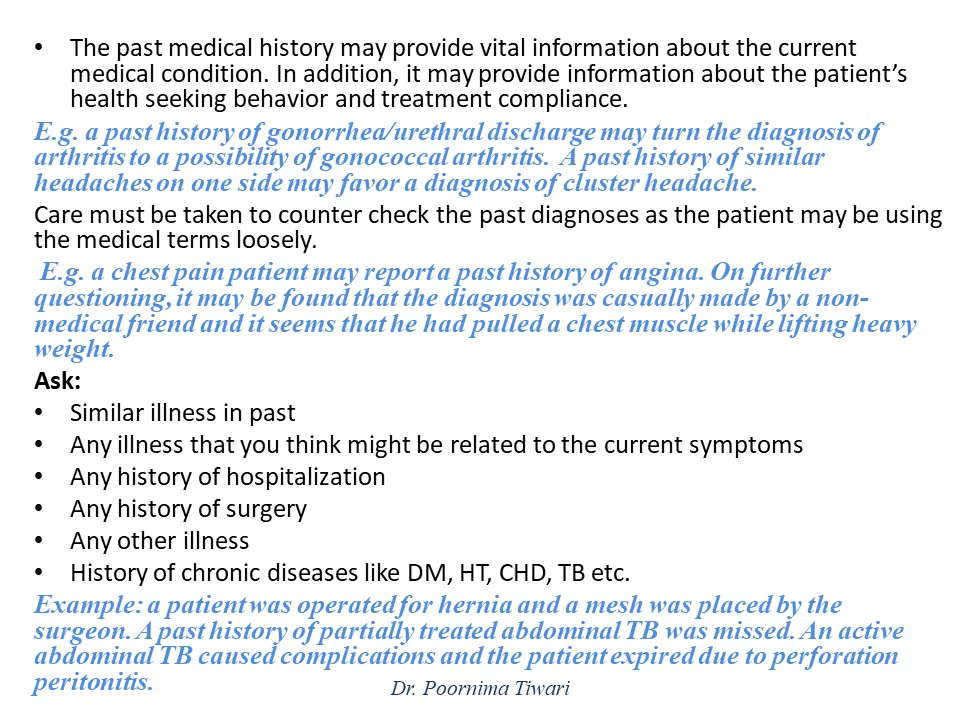 • The past medical history may provide vital information about the current
medical condition. In addition, it may provide information about the patient's
health seeking behavior and treatment compliance.
E.g. a past history of gonorrhea/urethral discharge may turn the diagnosis of
arthritis to a possibility of gonococcal arthritis.  A past history of similar
headaches on one side may favor a diagnosis of cluster headache.
Care must be taken to counter check the past diagnoses as the patient may be using
the medical terms loosely.
E.g. a chest pain patient may report a past history of angina. On further
questioning, it may be found that the diagnosis was casually made by a non-
medical friend and it seems that he had pulled a chest muscle while lifting heavy
weight.
Ask:
• Similar illness in past
• Any illness that you think might be related to the current symptoms
• Any history of hospitalization
• Any history of surgery
• Any other illness
• History of chronic diseases like DM, HT, CHD, TB etc.
Example: a patient was operated for hernia and a mesh was placed by the
surgeon. A past history of partially treated abdominal TB was missed. An active
abdominal TB caused complications and the patient expired due to perforation
peritonitis.
Dr. Poornima Tiwari